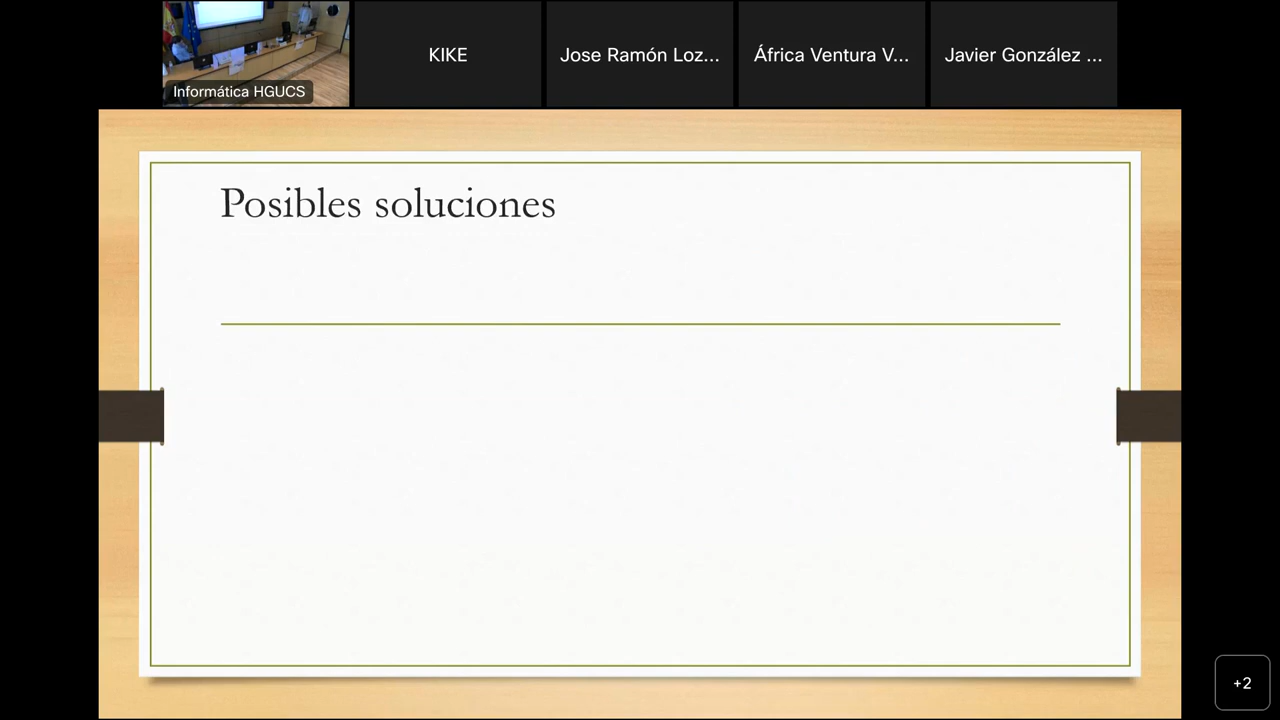 Informática HGUCS
KIKE
Jose Ramón Loz...
África Ventura V...
Javier González ...
Posibles soluciones
+2